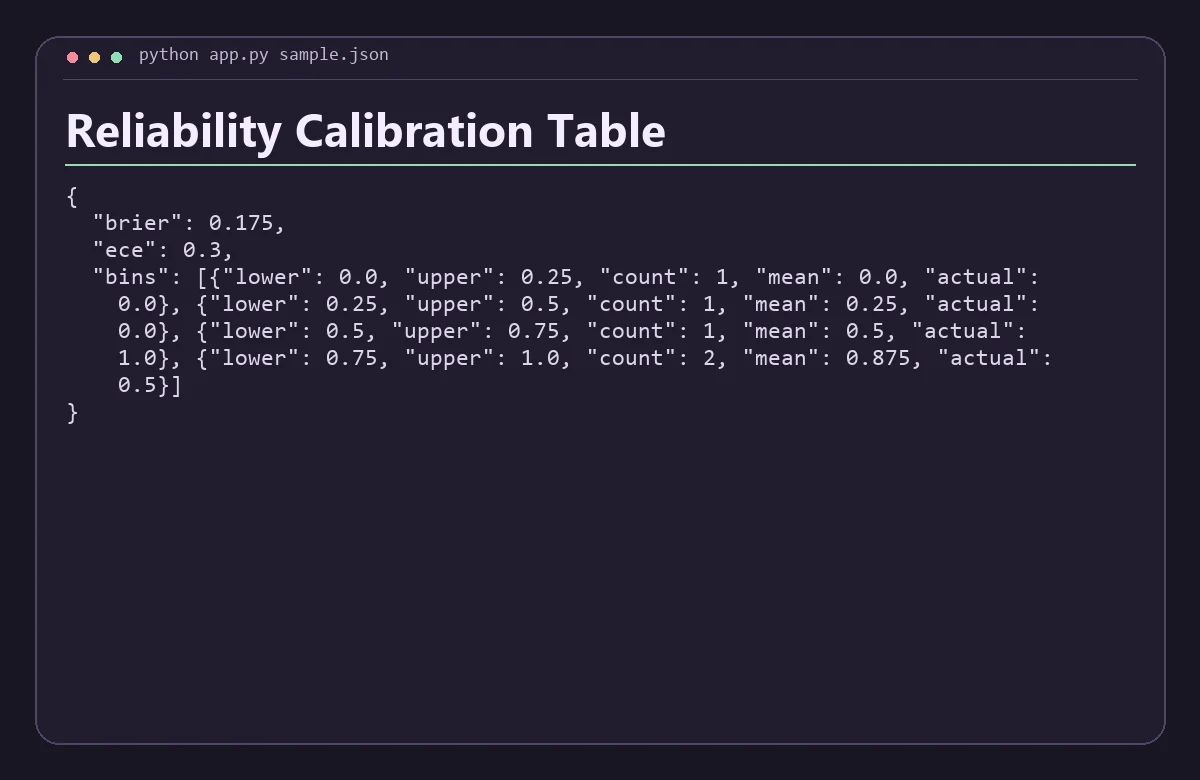 python app.py sample.json
Reliability Calibration Table
{
  "brier": 0.175,
  "ece": 0.3,
  "bins": [{"lower": 0.0, "upper": 0.25, "count": 1, "mean": 0.0, "actual":
    0.0}, {"lower": 0.25, "upper": 0.5, "count": 1, "mean": 0.25, "actual":
    0.0}, {"lower": 0.5, "upper": 0.75, "count": 1, "mean": 0.5, "actual":
    1.0}, {"lower": 0.75, "upper": 1.0, "count": 2, "mean": 0.875, "actual":
    0.5}]
}